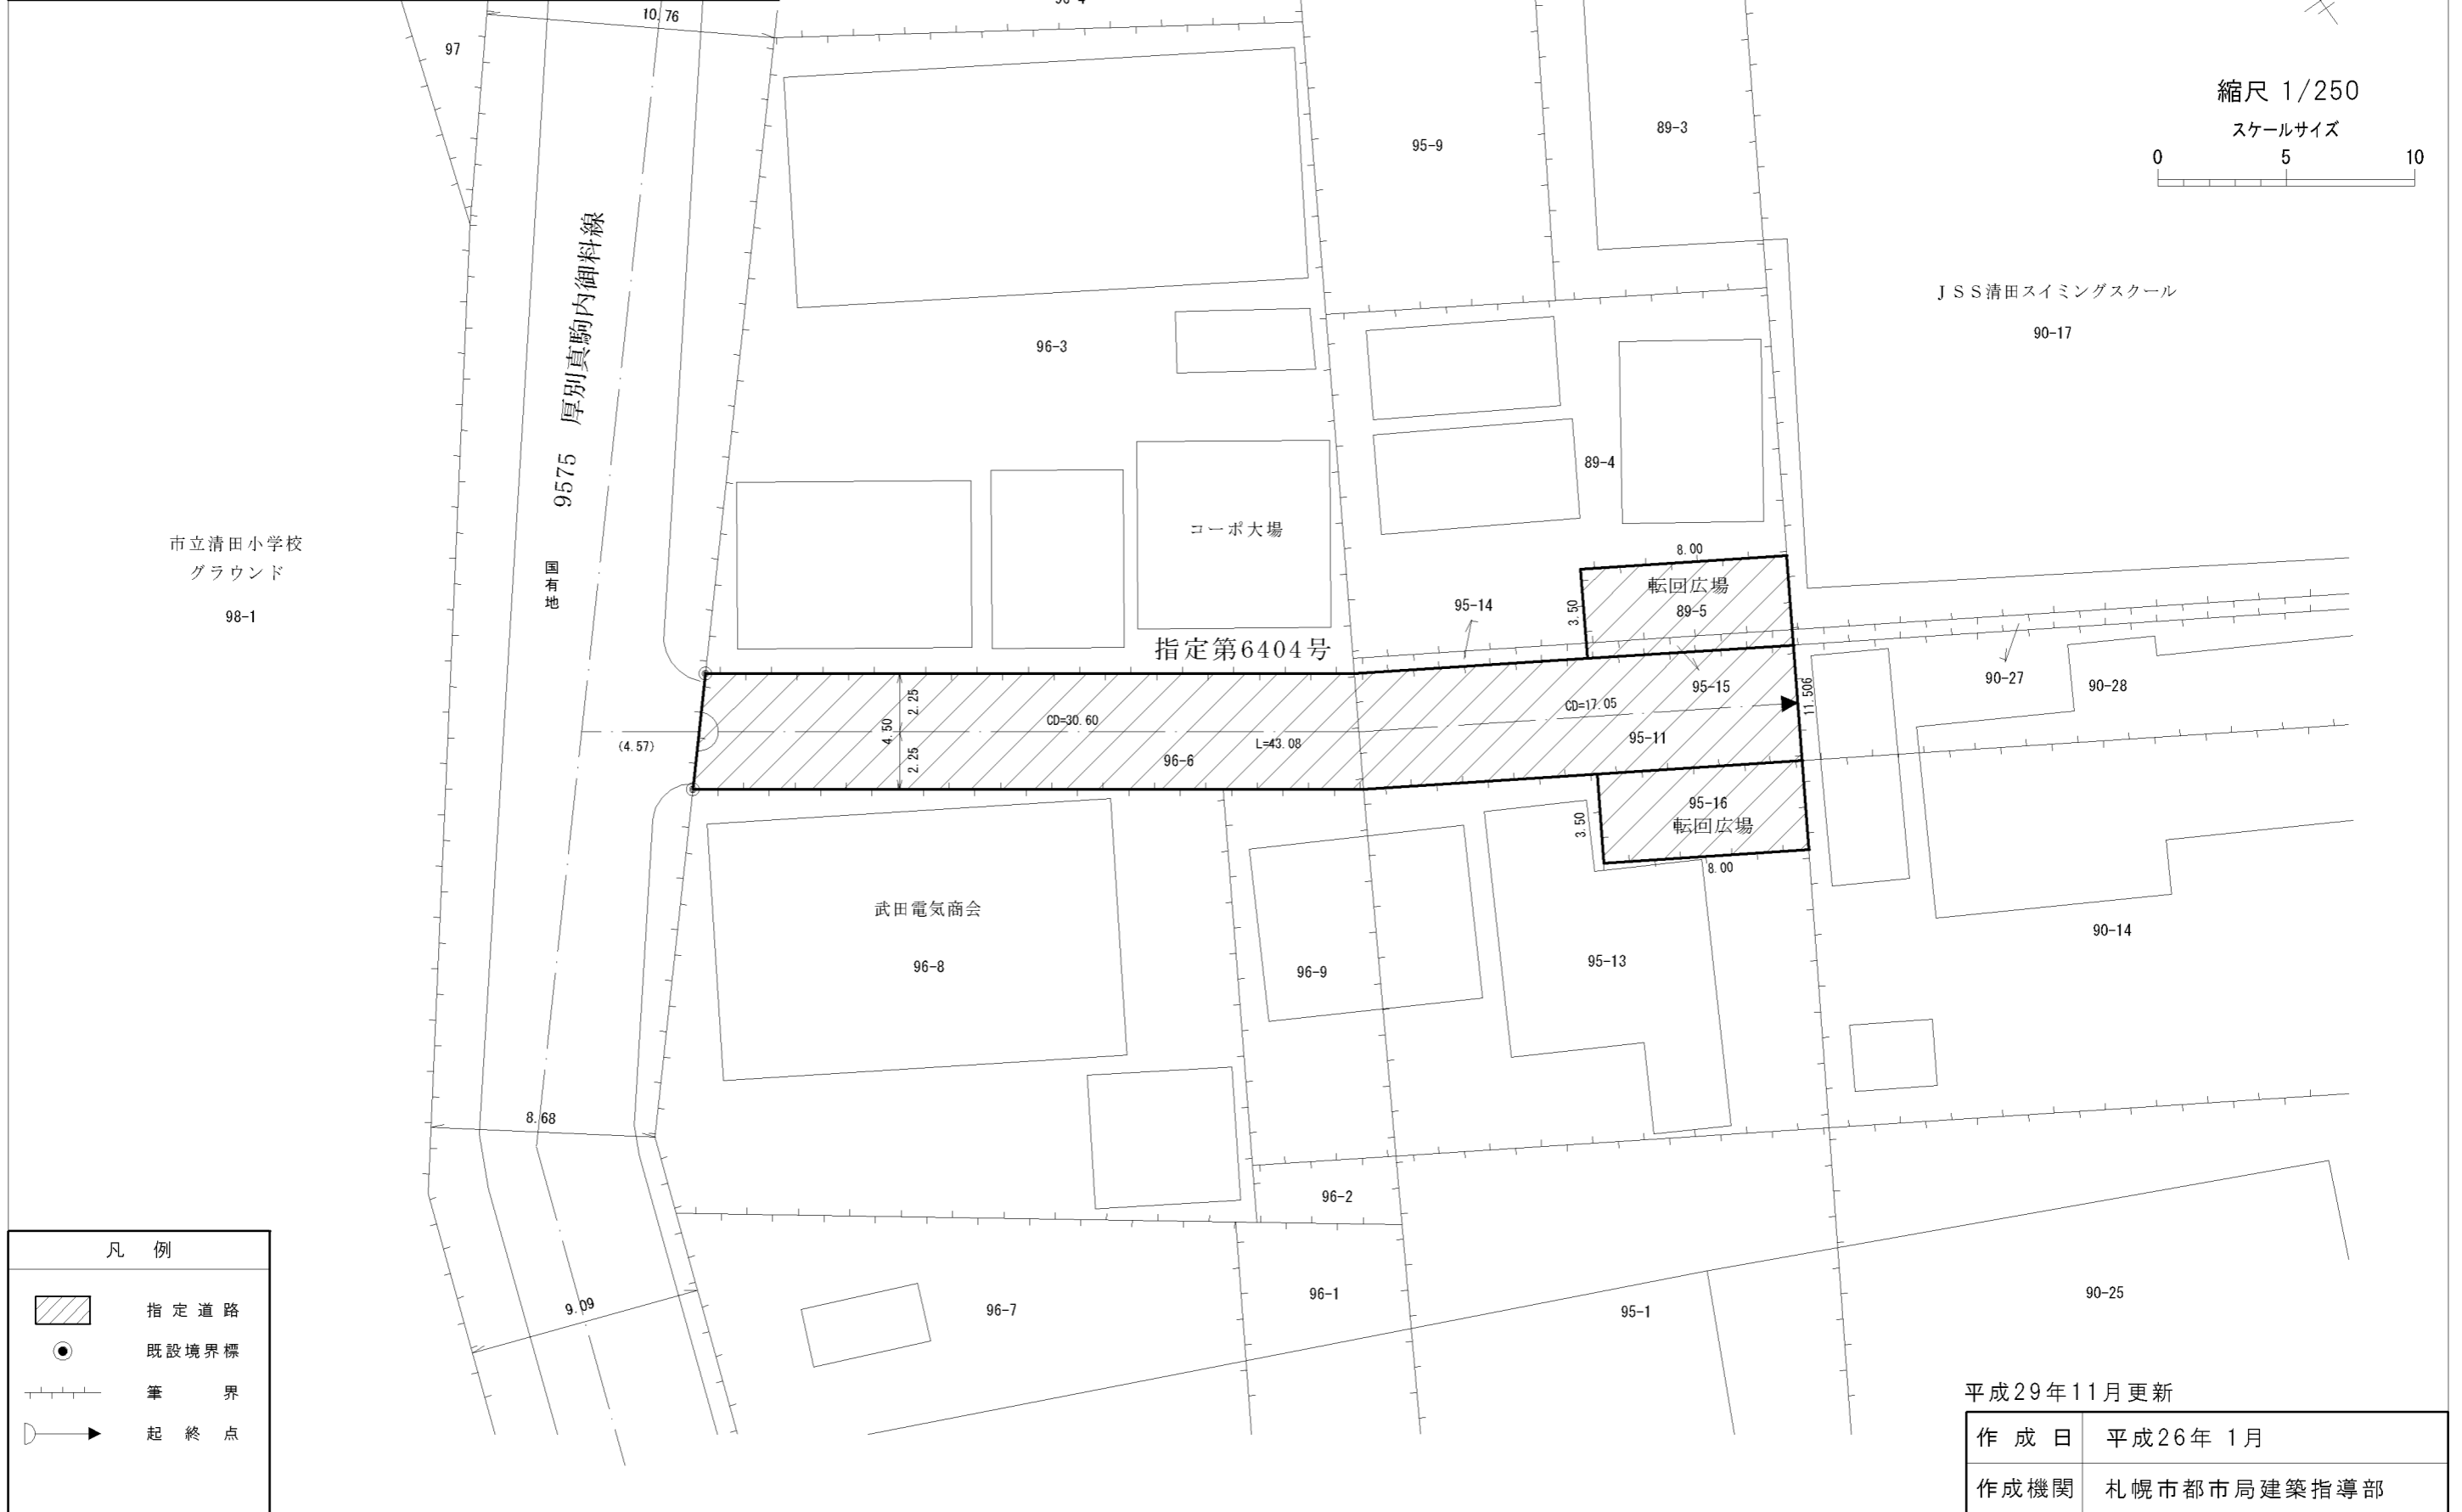 10.76
97
縮尺 1/250
スケールサイズ
0 5 10
95-9
89-3
9575 厚別真駒内御料線
JSS清田スイミングスクール
90-17
96-3
89-4
市立清田小学校
グラウンド
98-1
国有地
コーポ大場
8.00
転回広場
89-5
3.50
95-14
指定第6404号
95-15
90-27
90-28
11.506
2.25
4.50
2.25
CD=30.60
CD=17.05
(4.57)
L=43.08
96-6
95-11
95-16
転回広場
3.50
8.00
武田電気商会
96-8
96-9
95-13
90-14
8.68
96-2
96-1
96-7
95-1
90-25
9.09
凡例
指定道路
既設境界標
筆界
起終点
平成29年11月更新
作成日 平成26年 1月
作成機関 札幌市都市局建築指導部